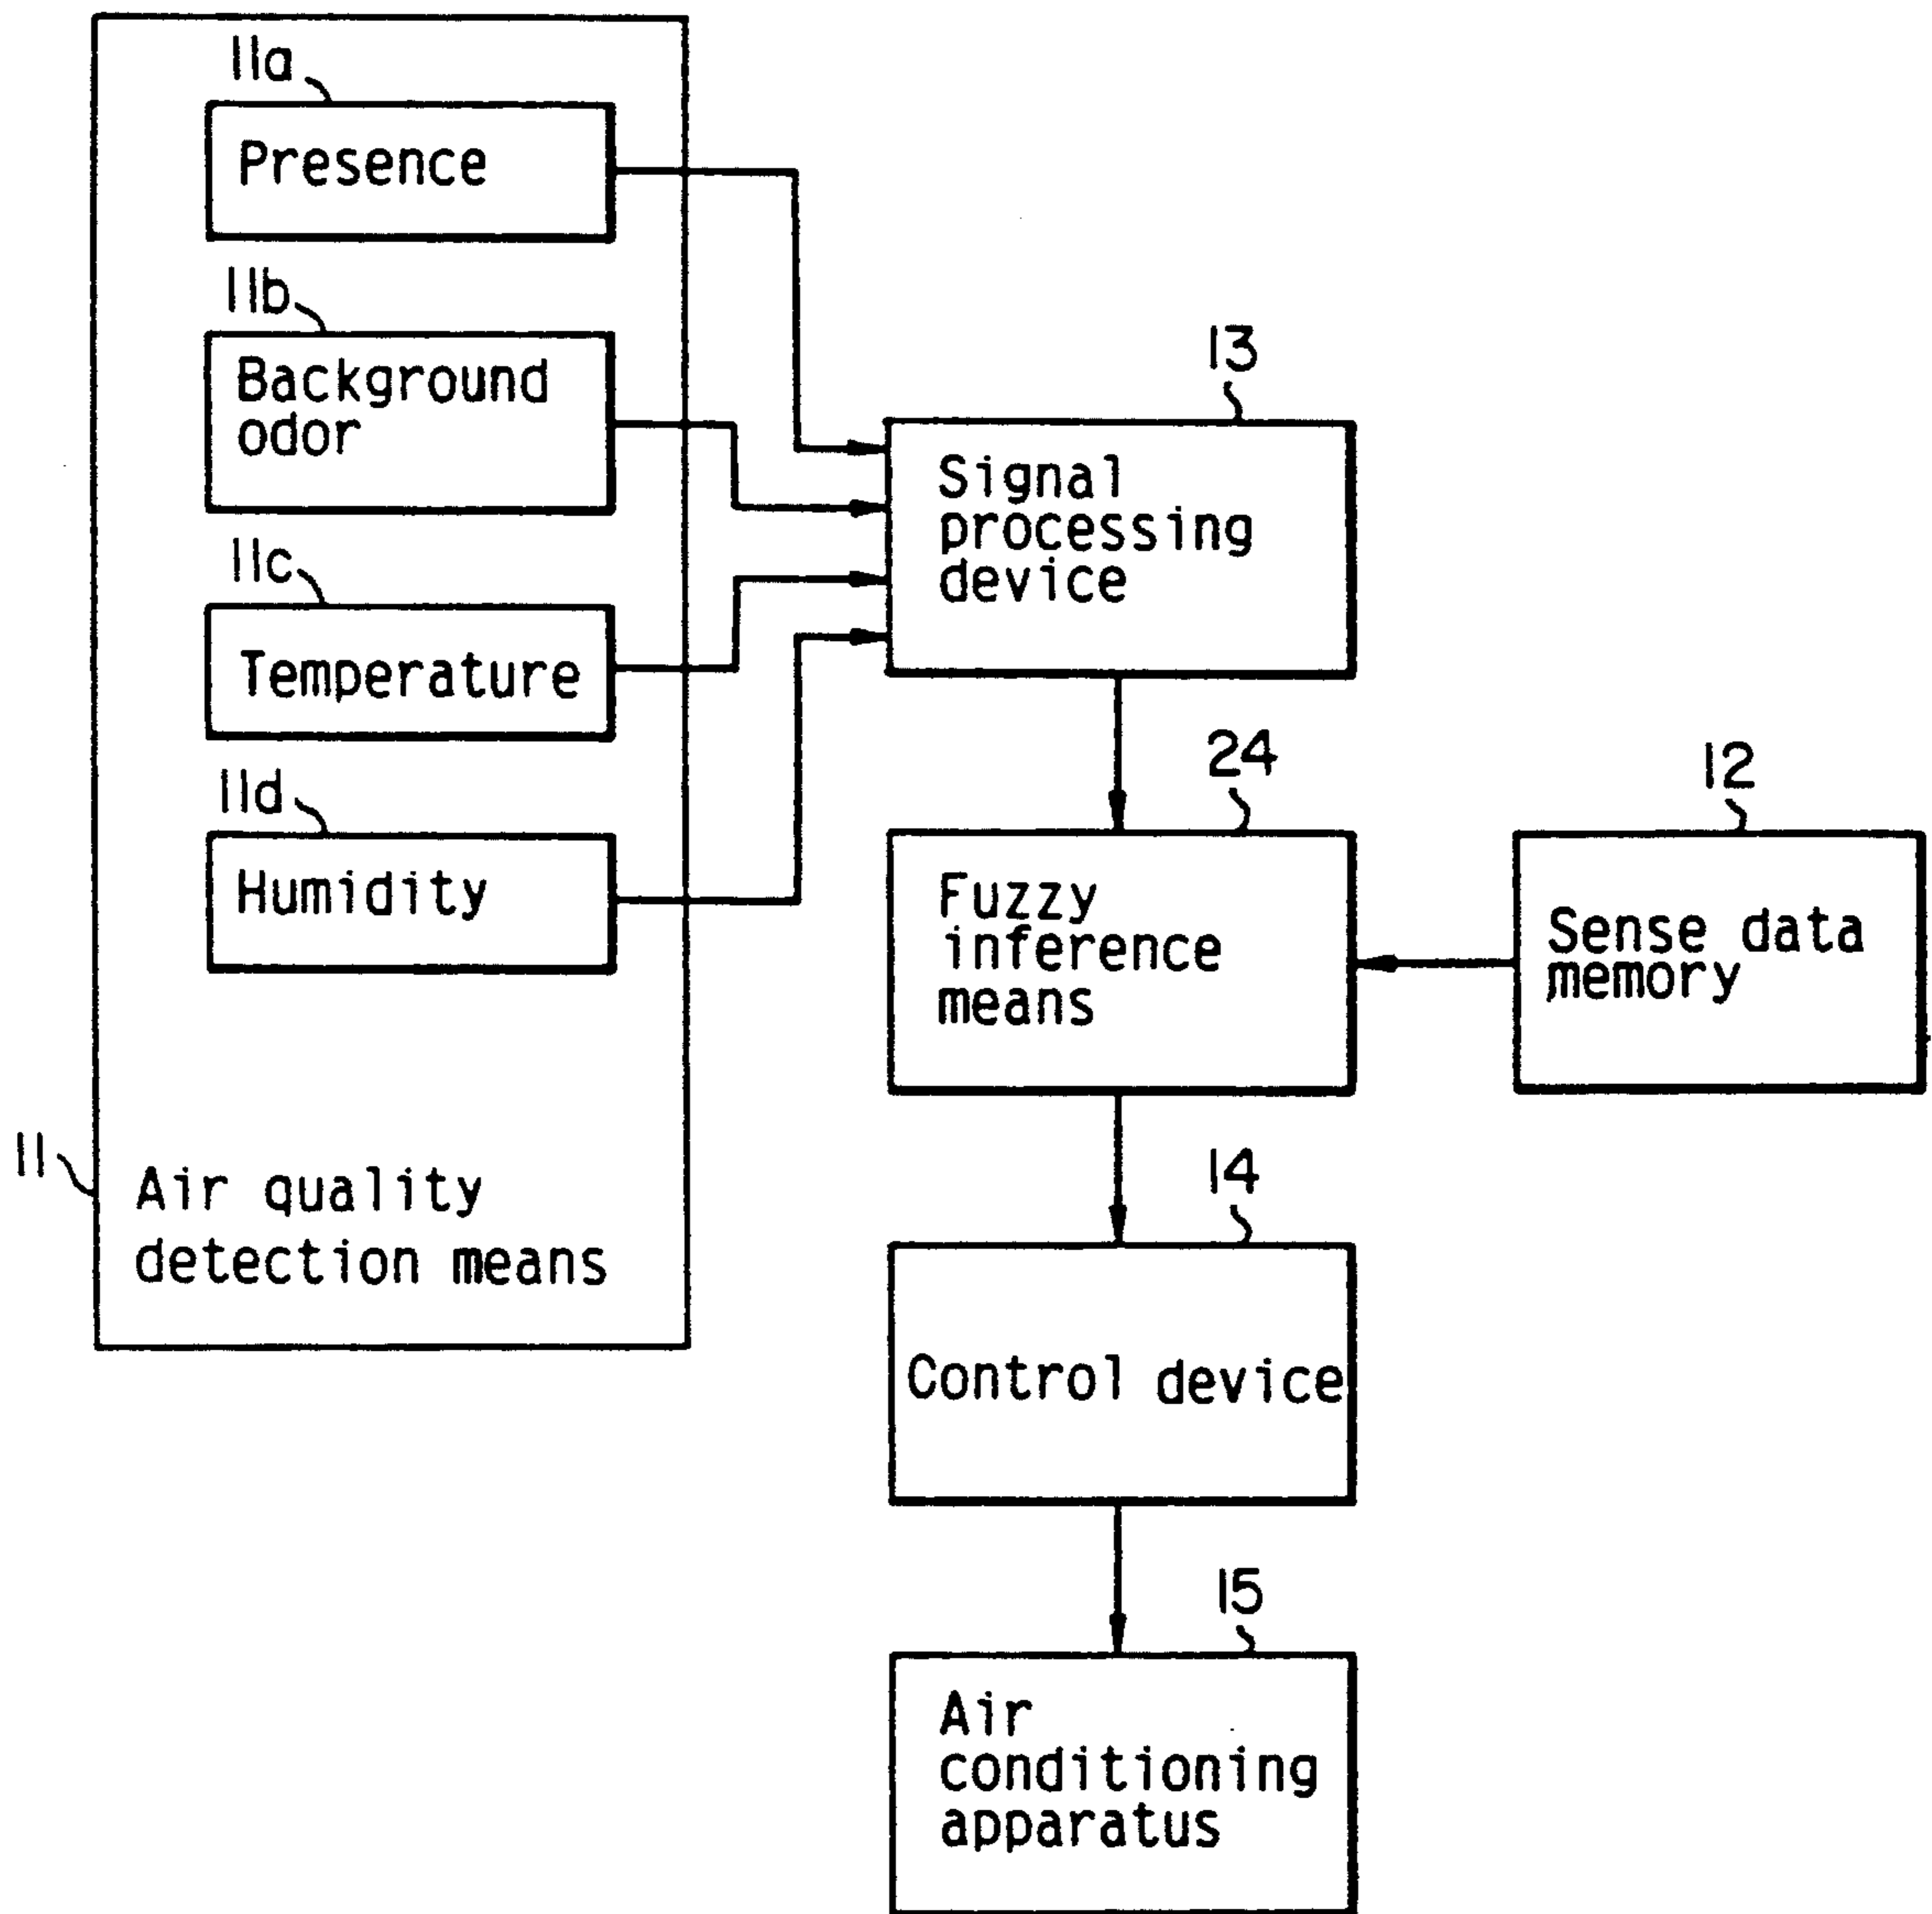 11a
Presence
11b
Background
odor
11c
Temperature
11d
Humidity
11
Air quality
detection means
13
Signal
processing
device
24
Fuzzy
inference
means
12
Sense data
memory
14
Control device
15
Air
conditioning
apparatus